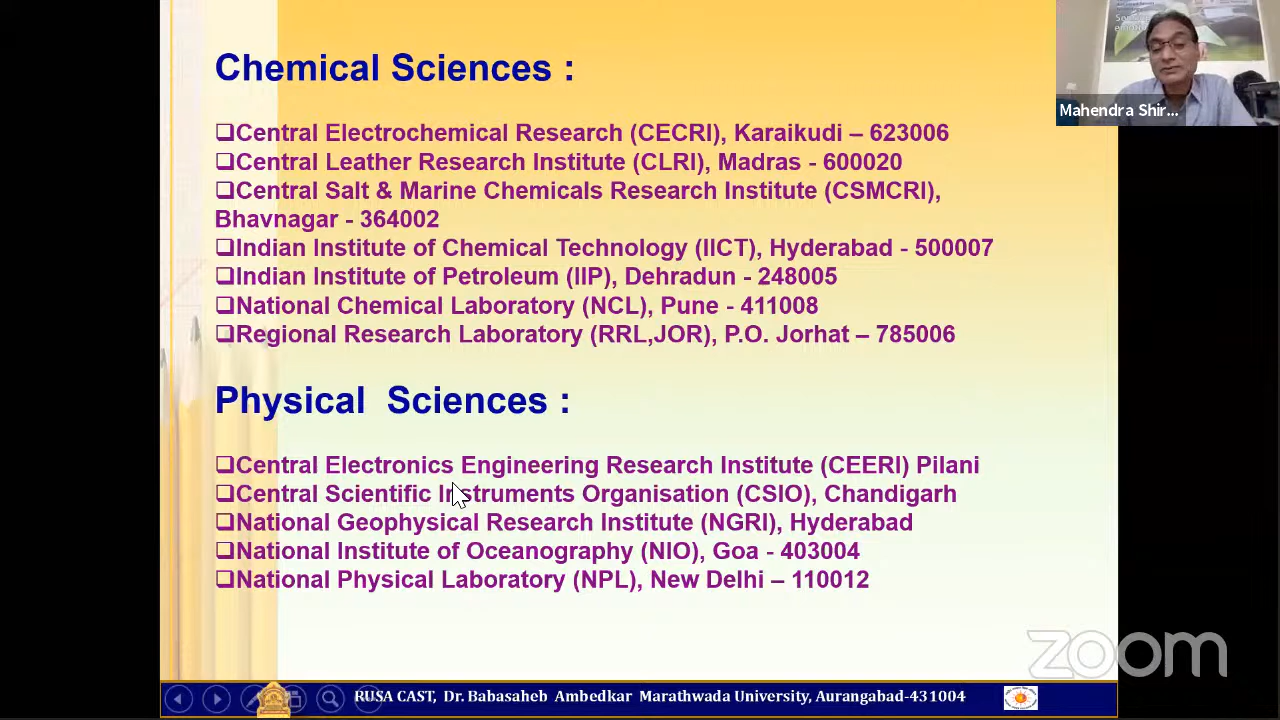 Chemical Sciences :
❑Central Electrochemical Research (CECRI), Karaikudi – 623006
❑Central Leather Research Institute (CLRI), Madras - 600020
❑Central Salt & Marine Chemicals Research Institute (CSMCRI),
Bhavnagar - 364002
❑Indian Institute of Chemical Technology (IICT), Hyderabad - 500007
❑Indian Institute of Petroleum (IIP), Dehradun - 248005
❑National Chemical Laboratory (NCL), Pune - 411008
❑Regional Research Laboratory (RRL,JOR), P.O. Jorhat – 785006
Physical Sciences :
❑Central Electronics Engineering Research Institute (CEERI) Pilani
❑Central Scientific Instruments Organisation (CSIO), Chandigarh
❑National Geophysical Research Institute (NGRI), Hyderabad
❑National Institute of Oceanography (NIO), Goa - 403004
❑National Physical Laboratory (NPL), New Delhi – 110012
RUSA CAST, Dr. Babasaheb Ambedkar Marathwada University, Aurangabad-431004
Mahendra Shir...
zoom